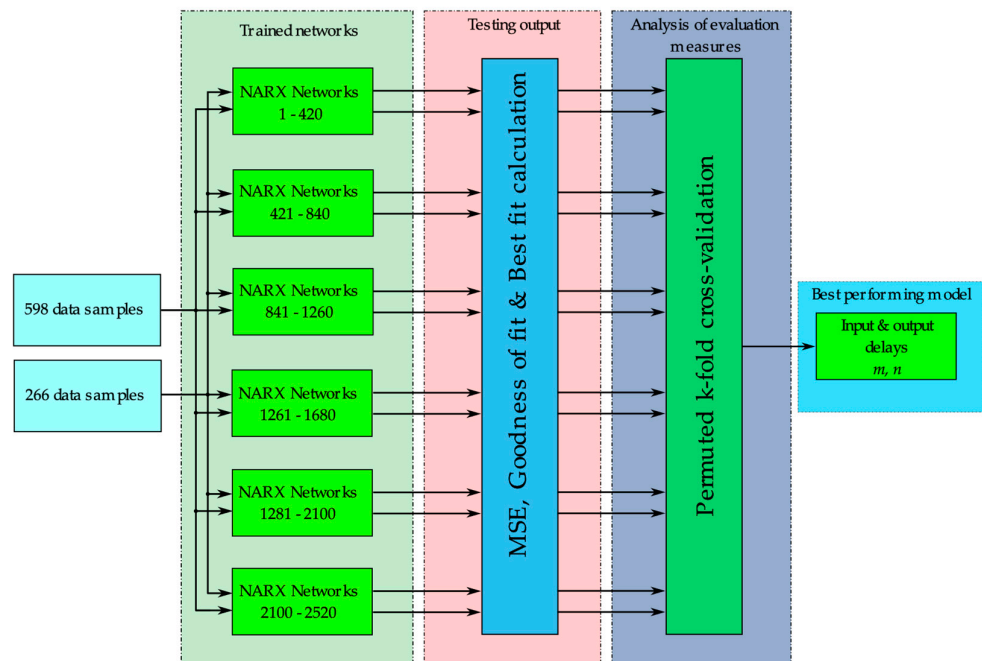 Trained networks
Testing output
Analysis of evaluation
measures
NARX Networks
1 - 420
NARX Networks
421 - 840
NARX Networks
841 - 1260
NARX Networks
1261 - 1680
NARX Networks
1281 - 2100
NARX Networks
2100 - 2520
598 data samples
266 data samples
MSE, Goodness of fit & Best fit calculation
Permuted k-fold cross-validation
Best performing model
Input & output
delays
m, n